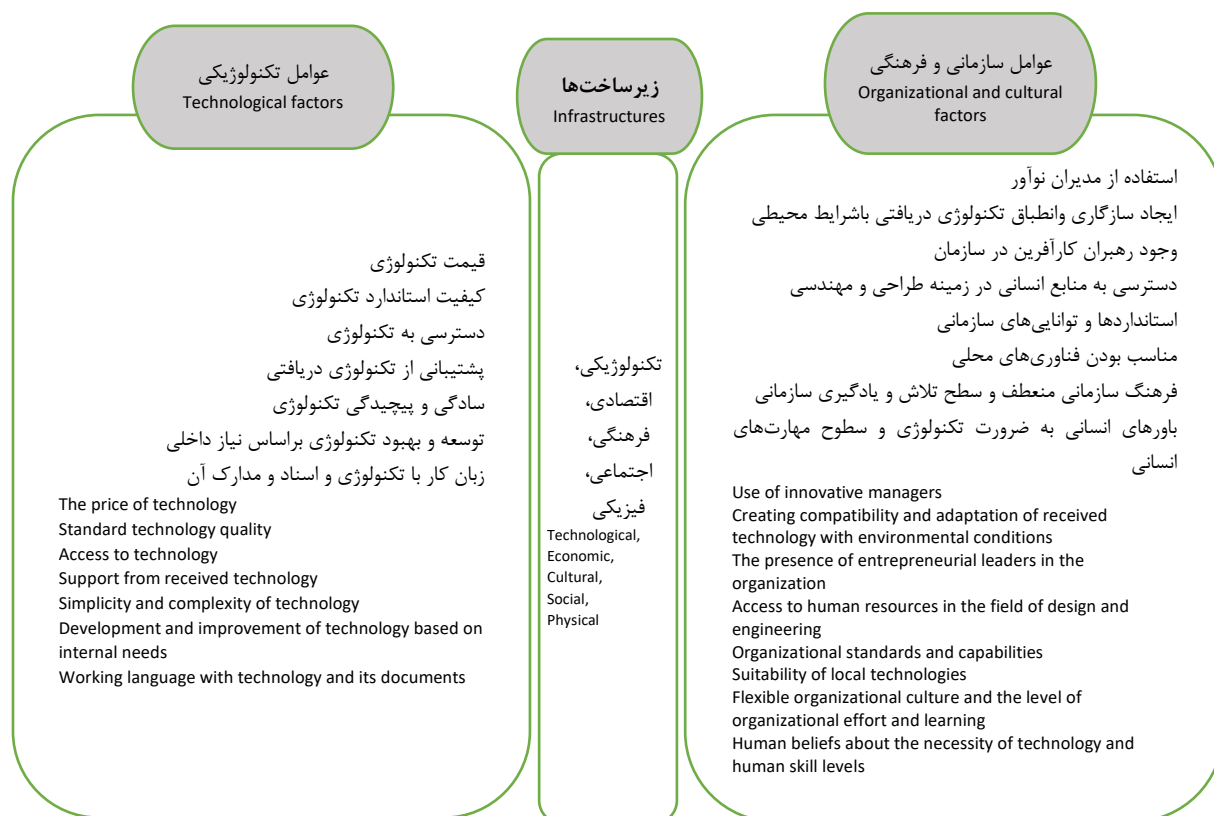 عوامل سازمانی و فرهنگی
Organizational and cultural
factors
استفاده از مدیران نوآور
ایجاد سازگاری وانطباق تکنولوژی دریافتی باشرایط محیطی
وجود رهبران کارآفرین در سازمان
دسترسی به منابع انسانی در زمینه طراحی و مهندسی
استانداردها و توانایی‌های سازمانی
مناسب بودن فناوری‌های محلی
فرهنگ سازمانی منعطف و سطح تلاش و یادگیری سازمانی
باورهای انسانی به ضرورت تکنولوژی و سطوح مهارت‌های
انسانی
Use of innovative managers
Creating compatibility and adaptation of received
technology with environmental conditions
The presence of entrepreneurial leaders in the
organization
Access to human resources in the field of design and
engineering
Organizational standards and capabilities
Suitability of local technologies
Flexible organizational culture and the level of
organizational effort and learning
Human beliefs about the necessity of technology and
human skill levels
زیرساخت‌ها
Infrastructures
تکنولوژیکی،
اقتصادی،
فرهنگی،
اجتماعی،
فیزیکی
Technological,
Economic,
Cultural,
Social,
Physical
عوامل تکنولوژیکی
Technological factors
قیمت تکنولوژی
کیفیت استاندارد تکنولوژی
دسترسی به تکنولوژی
پشتیبانی از تکنولوژی دریافتی
سادگی و پیچیدگی تکنولوژی
توسعه و بهبود تکنولوژی براساس نیاز داخلی
زبان کار با تکنولوژی و اسناد و مدارک آن
The price of technology
Standard technology quality
Access to technology
Support from received technology
Simplicity and complexity of technology
Development and improvement of technology based on
internal needs
Working language with technology and its documents